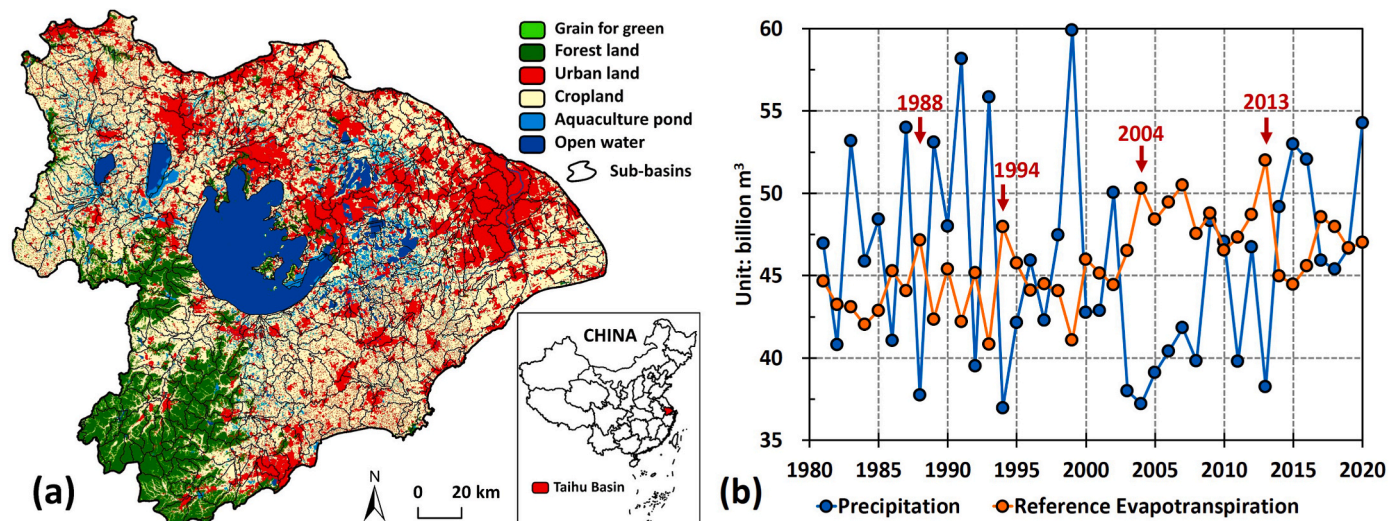 Grain for green
Forest land
Urban land
Cropland
Aquaculture pond
Open water
Sub-basins
CHINA
Taihu Basin
N
0 20 km
(a)
Unit: billion m³
60
55
50
45
40
35
1988
1994
2004
2013
1980 1985 1990 1995 2000 2005 2010 2015 2020
(b)
Precipitation
Reference Evapotranspiration